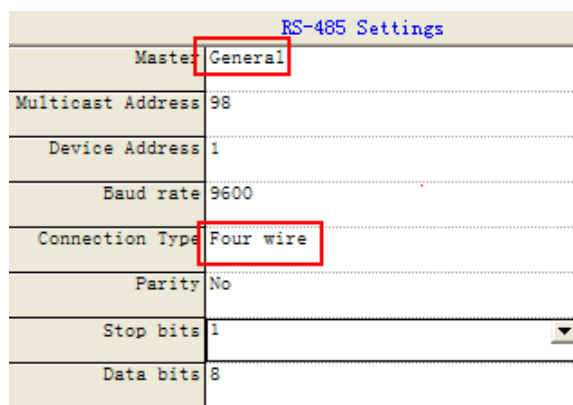 RS-485 Settings
Master General
Multicast Address 98
Device Address 1
Baud rate 9600
Connection Type Four wire
Parity No
Stop bits 1
Data bits 8